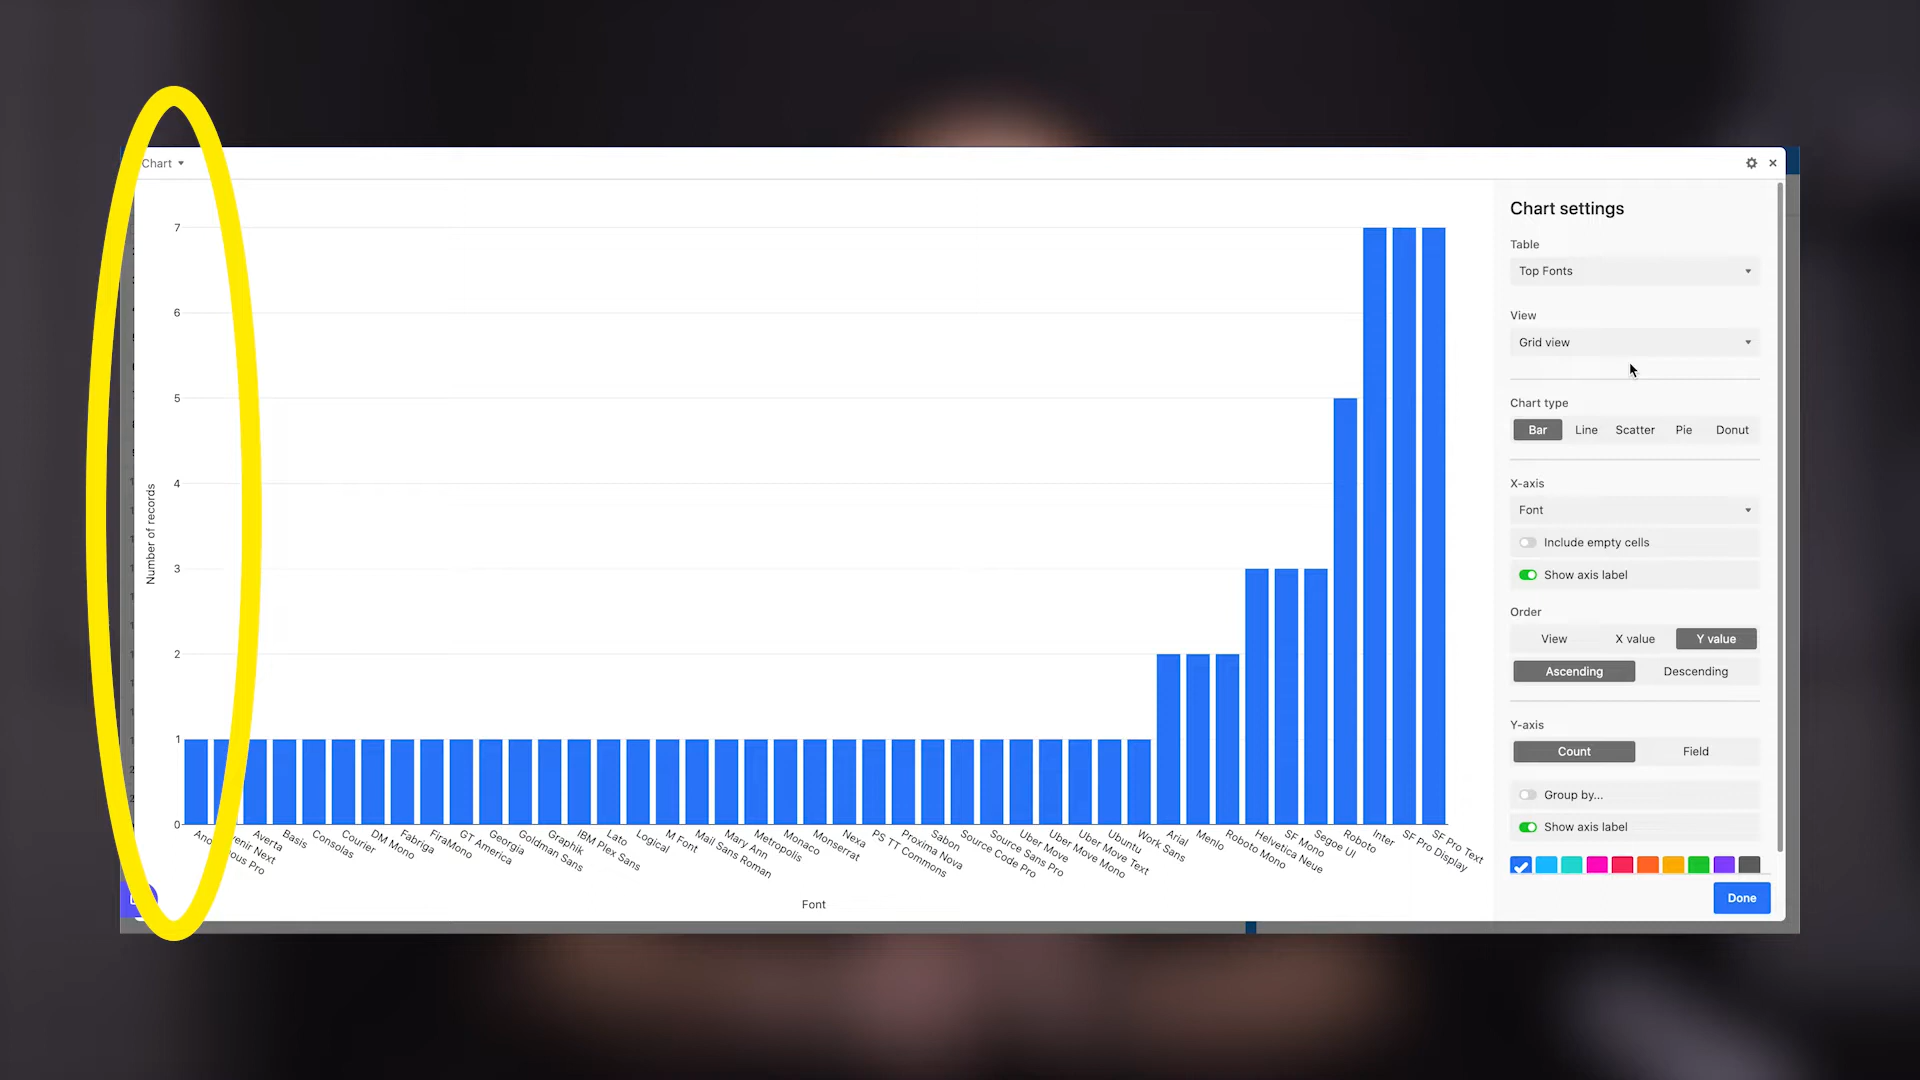 Chart
7
6
5
4
3
2
1
0
Number of records
Averta
Basis
Consolas
Courier
DM Mono
Fabriga
FiraMono
GT America
Georgia
Goldman Sans
Graphik
IBM Plex Sans
Lato
Logical
M Font
Mail Sans Roman
Mary Ann
Metropolis
Monaco
Monserrat
Nexa
PS TT Commons
Proxima Nova
Sabon
Source Code Pro
Source Sans Pro
Uber Move
Uber Move Mono
Uber Move Text
Ubuntu
Work Sans
Arial
Menlo
Roboto Mono
Helvetica Neue
SF Mono
Segoe UI
Roboto
Inter
SF Pro Display
SF Pro Text
Font
Chart settings
Table
Top Fonts
View
Grid view
Chart type
Bar Line Scatter Pie Donut
X-axis
Font
Include empty cells
Show axis label
Order
View X value Y value
Ascending Descending
Y-axis
Count Field
Group by...
Show axis label
Done